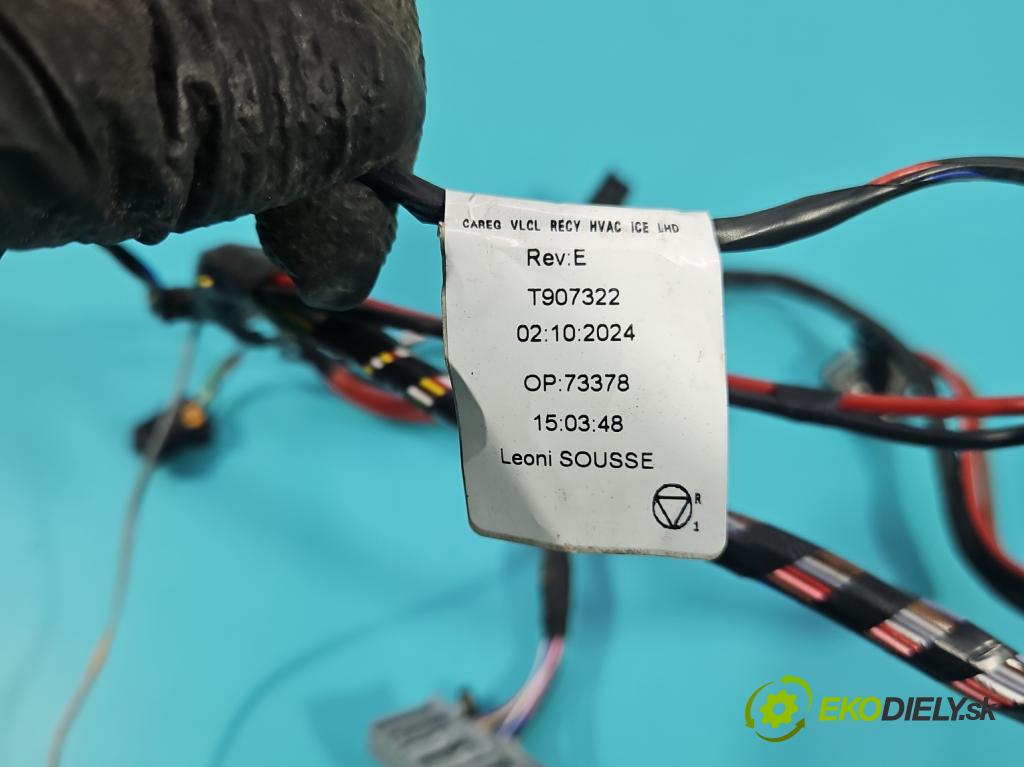 CAREG VLCL RECY HVAC ICE LHD
Rev:E
T907322
02:10:2024
OP:73378
15:03:48
Leoni SOUSSE
R
1
EKODIELY.sk